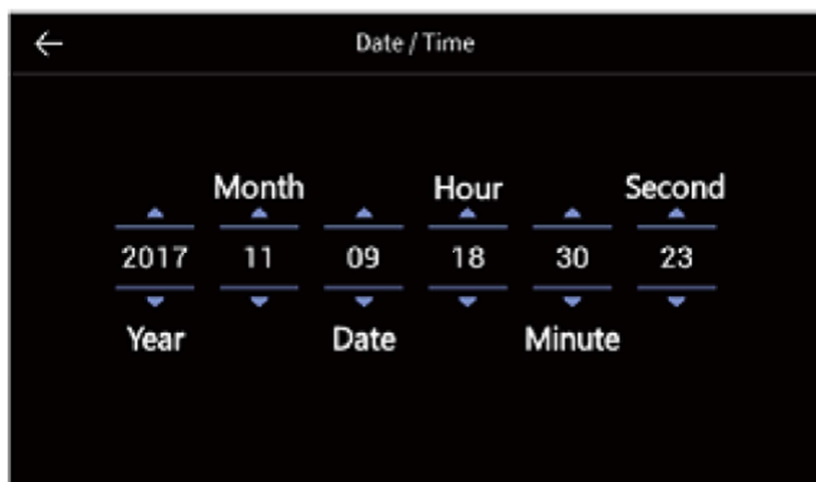 Date / Time
Month Hour Second
2017 11 09 18 30 23
Year Date Minute